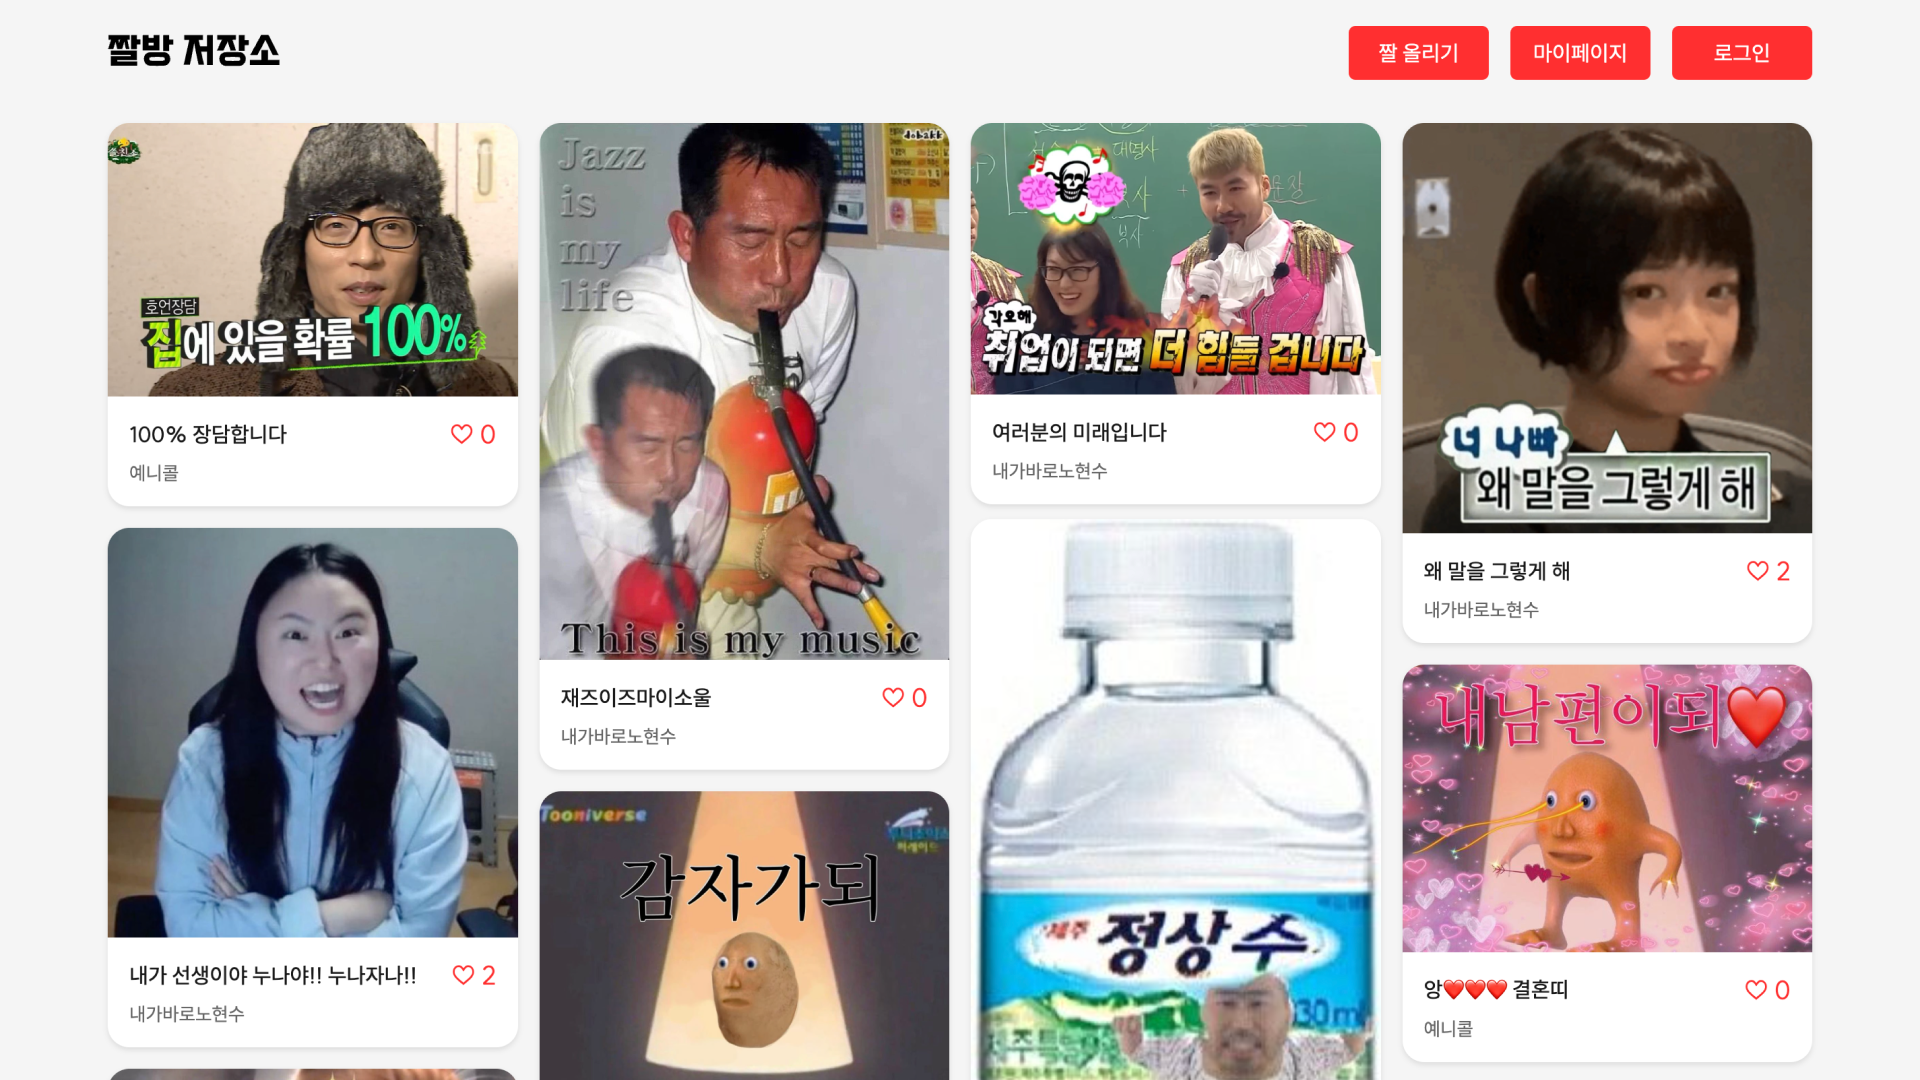 짤방 저장소
짤 올리기
마이페이지
로그인
호언장담
집에 있을 확률 100%
100% 장담합니다
0
예니콜
내가 선생이야 누나야!! 누나자나!!
2
내가바로노현수
dobakk
Jazz
is
my
life
This is my music
재즈이즈마이소울
0
내가바로노현수
Tooniverse
감자가되
대명사
부사
각오해
취업이 되면 더 힘들 겁니다
여러분의 미래입니다
0
내가바로노현수
제주
정상수
30ml
너 나빠
왜 말을 그렇게 해
왜 말을 그렇게 해
2
내가바로노현수
내남편이되❤️
앙❤️❤️❤️ 결혼띠
0
예니콜